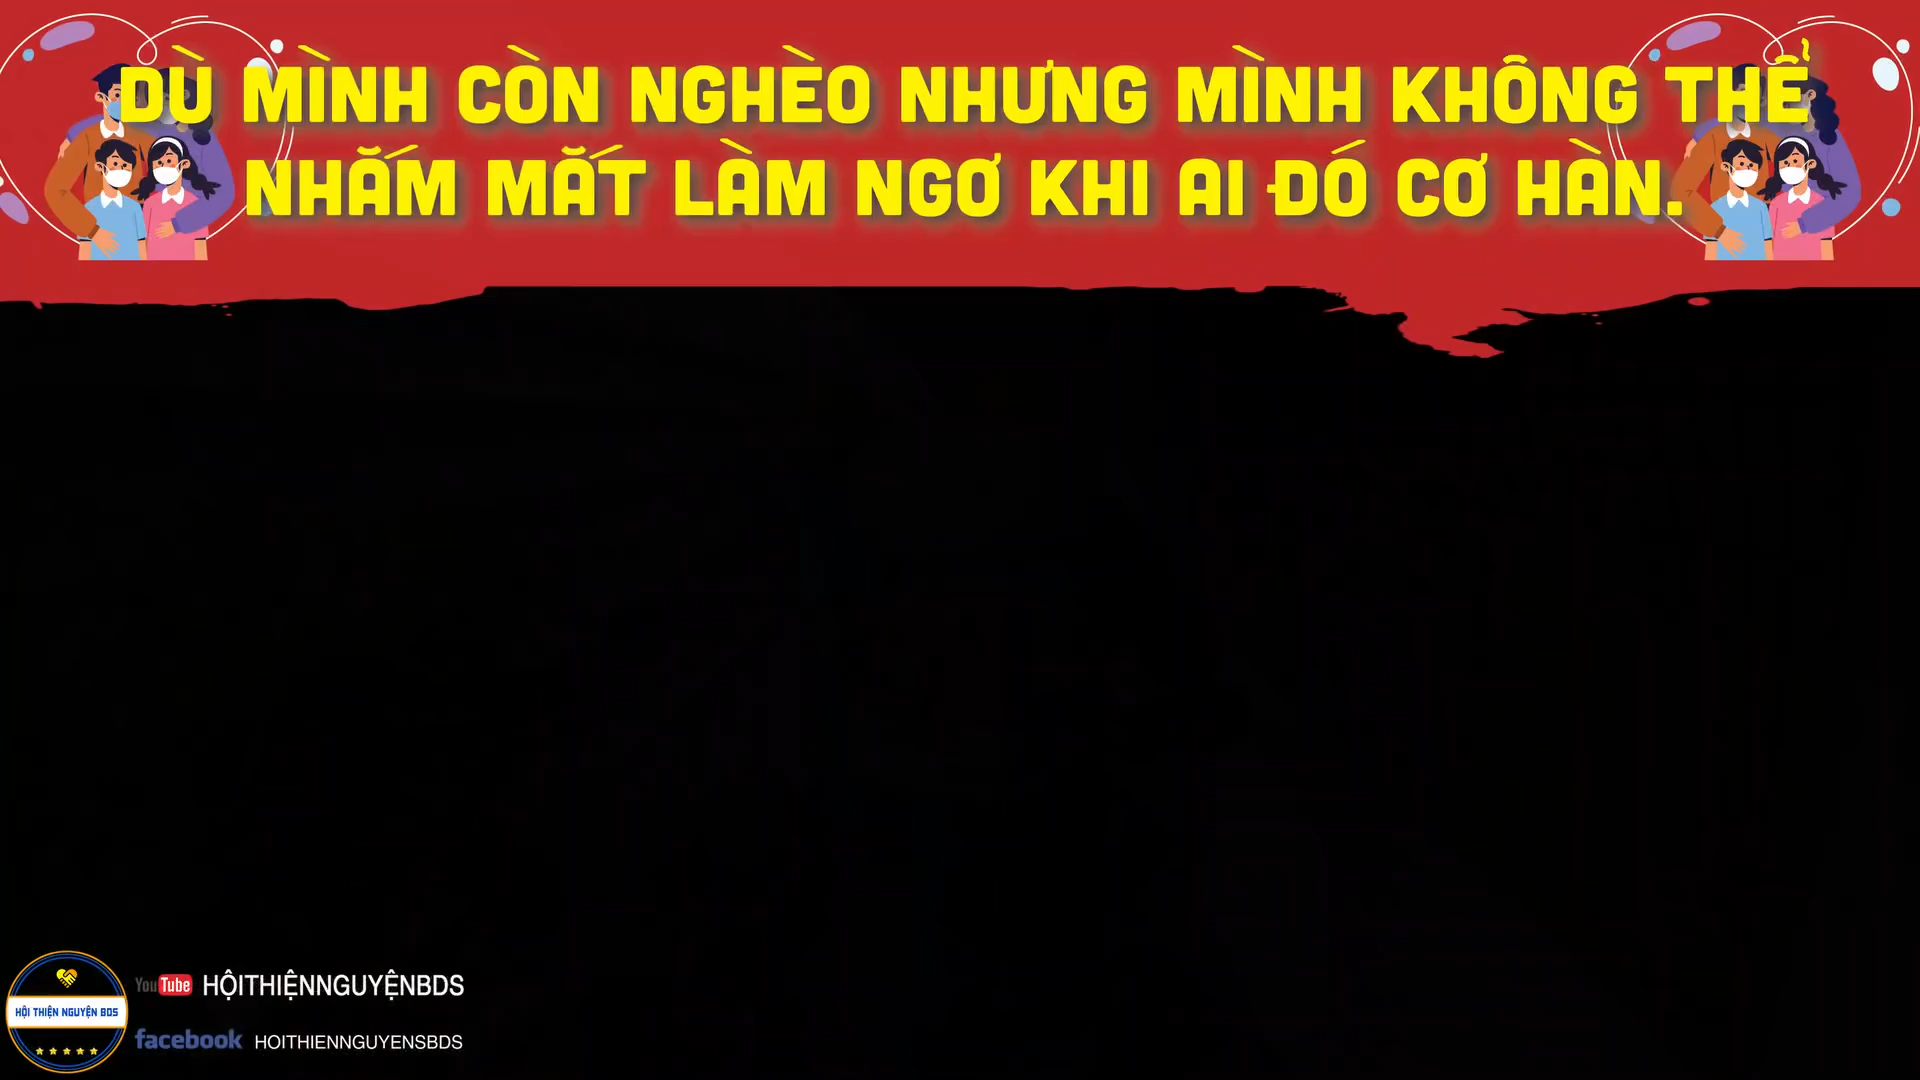 DÙ MÌNH CÒN NGHÈO NHƯNG MÌNH KHÔNG THỂ
NHẮM MẮT LÀM NGƠ KHI AI ĐÓ CƠ HÀN.
YouTube HỘITHIỆNNGUYỆNBDS
HỘI THIỆN NGUYỆN BDS
facebook HOITHIENNGUYENSBDS